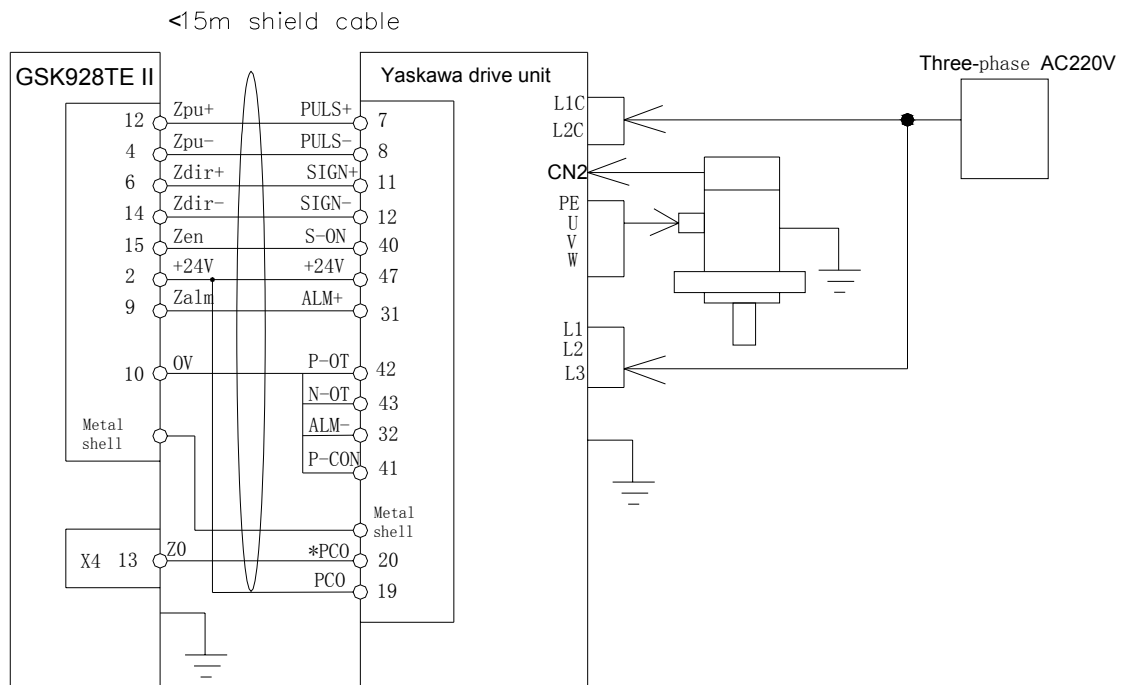 <15m shield cable
GSK928TE II
Yaskawa drive unit
Three-phase AC220V
12 Zpu+ PULS+ 7
4 Zpu- PULS- 8
6 Zdir+ SIGN+ 11
14 Zdir- SIGN- 12
15 Zen S-ON 40
2 +24V +24V 47
9 Zalm ALM+ 31
10 0V P-OT 42
N-OT 43
ALM- 32
P-CON 41
Metal
shell
Metal
shell
X4 13 Z0 *PCO 20
PCO 19
L1C
L2C
CN2
PE
U
V
W
L1
L2
L3